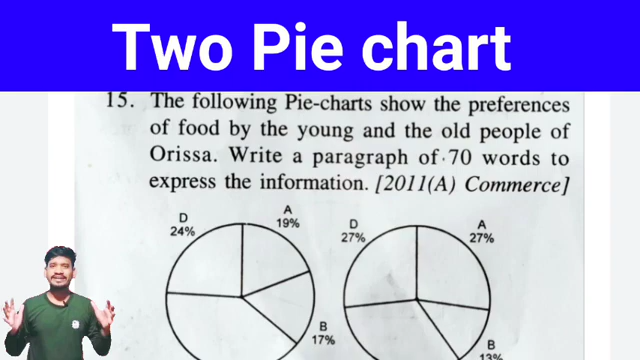 Two Pie chart
15. The following Pie-charts show the preferences
of food by the young and the old people of
Orissa. Write a paragraph of 70 words to
express the information. [2011(A) Commerce]
D
24%
A
19%
B
17%
D
27%
A
27%
B
13%